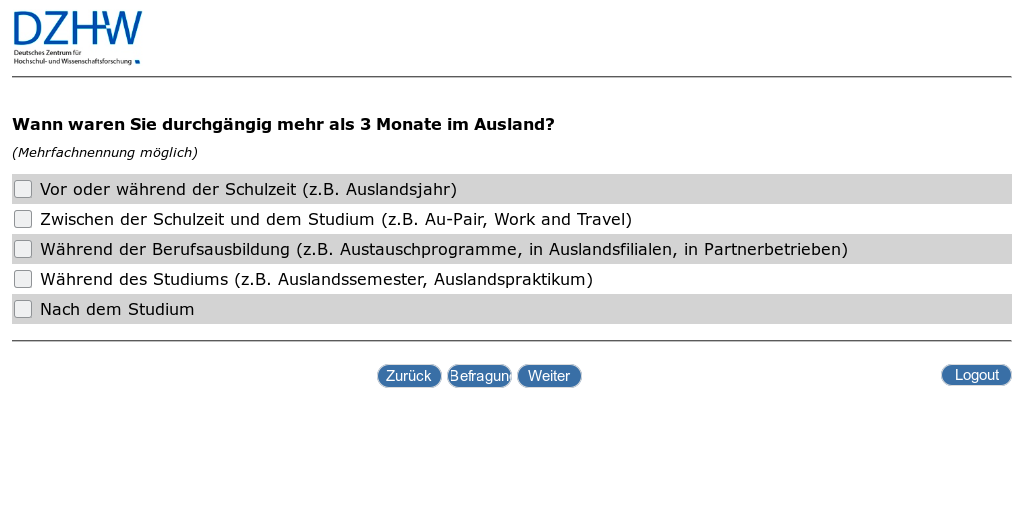 DZHW
Deutsches Zentrum für
Hochschul- und Wissenschaftsforschung
Wann waren Sie durchgängig mehr als 3 Monate im Ausland?
(Mehrfachnennung möglich)
Vor oder während der Schulzeit (z.B. Auslandsjahr)
Zwischen der Schulzeit und dem Studium (z.B. Au-Pair, Work and Travel)
Während der Berufsausbildung (z.B. Austauschprogramme, in Auslandsfilialen, in Partnerbetrieben)
Während des Studiums (z.B. Auslandssemester, Auslandspraktikum)
Nach dem Studium
Zurück Befragung Weiter Logout